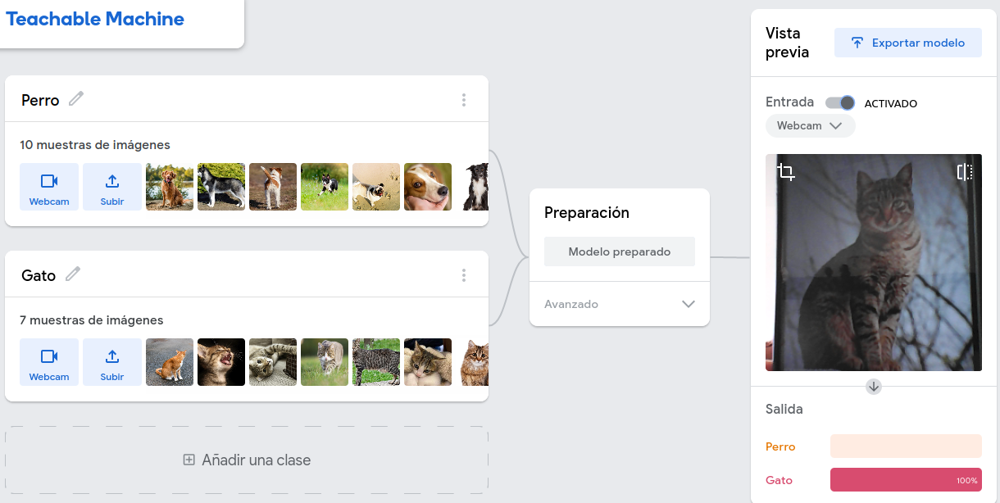 Teachable Machine
Perro
10 muestras de imágenes
Webcam
Subir
Gato
7 muestras de imágenes
Webcam
Subir
Añadir una clase
Preparación
Modelo preparado
Avanzado
Vista
previa
Exportar modelo
Entrada
ACTIVADO
Webcam
Salida
Perro
Gato
100%